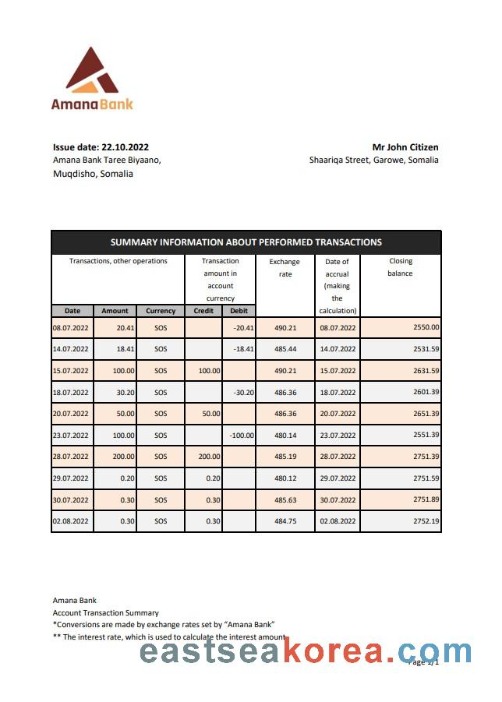 AmanaBank
Issue date: 22.10.2022
Amana Bank Taree Biyaano,
Muqdisho, Somalia
Mr John Citizen
Shaariqa Street, Garowe, Somalia
SUMMARY INFORMATION ABOUT PERFORMED TRANSACTIONS
Transactions, other operations | Transaction amount in account currency | Exchange rate | Date of accrual (making the calculation) | Closing balance
Date | Amount | Currency | Credit | Debit
08.07.2022 | 20.41 | SOS | | -20.41 | 490.21 | 08.07.2022 | 2550.00
14.07.2022 | 18.41 | SOS | | -18.41 | 485.44 | 14.07.2022 | 2531.59
15.07.2022 | 100.00 | SOS | 100.00 | | 490.21 | 15.07.2022 | 2631.59
18.07.2022 | 30.20 | SOS | | -30.20 | 486.36 | 18.07.2022 | 2601.39
20.07.2022 | 50.00 | SOS | 50.00 | | 486.36 | 20.07.2022 | 2651.39
23.07.2022 | 100.00 | SOS | | -100.00 | 480.14 | 23.07.2022 | 2551.39
28.07.2022 | 200.00 | SOS | 200.00 | | 485.19 | 28.07.2022 | 2751.39
29.07.2022 | 0.20 | SOS | 0.20 | | 480.12 | 29.07.2022 | 2751.59
30.07.2022 | 0.30 | SOS | 0.30 | | 485.63 | 30.07.2022 | 2751.89
02.08.2022 | 0.30 | SOS | 0.30 | | 484.75 | 02.08.2022 | 2752.19
Amana Bank
Account Transaction Summary
*Conversions are made by exchange rates set by "Amana Bank"
** The interest rate, which is used to calculate the interest amount.
eastseakorea.com
Page 1/1